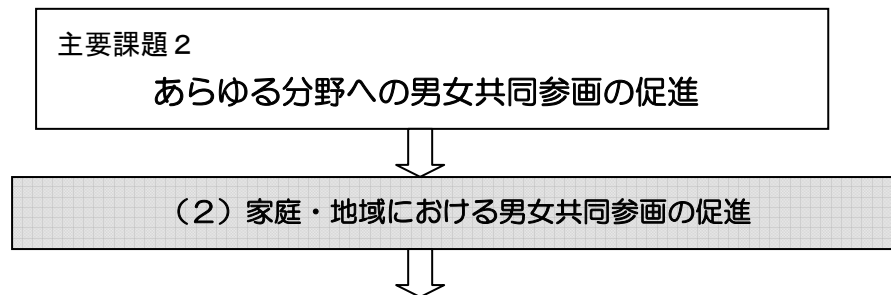 主要課題２
あらゆる分野への男女共同参画の促進
（２）家庭・地域における男女共同参画の促進